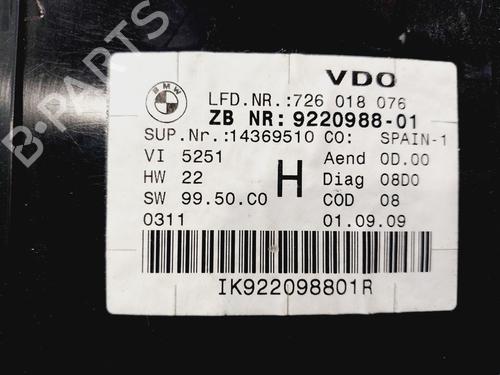 VDO
BMW
LFD.NR.:726 018 076
ZB NR: 9220988-01
SUP.Nr.:14369510 CO: SPAIN-1
VI 5251 Aend 0D.00
HW 22 H Diag 08D0
SW 99.50.C0 COD 08
0311 01.09.09
IK922098801R
B-PARTS